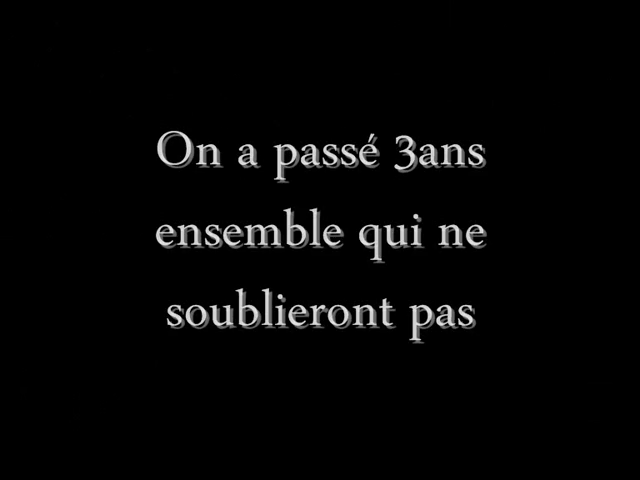 On a passé 3ans
ensemble qui ne
soublieront pas